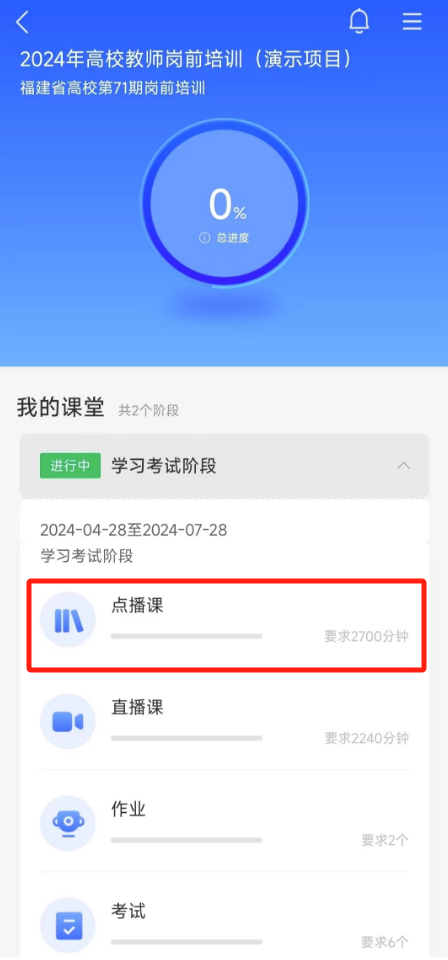 2024年高校教师岗前培训（演示项目）
福建省高校第71期岗前培训
0%
总进度
我的课堂 共2个阶段
进行中 学习考试阶段
2024-04-28至2024-07-28
学习考试阶段
点播课
要求2700分钟
直播课
要求2240分钟
作业
要求2个
考试
要求6个